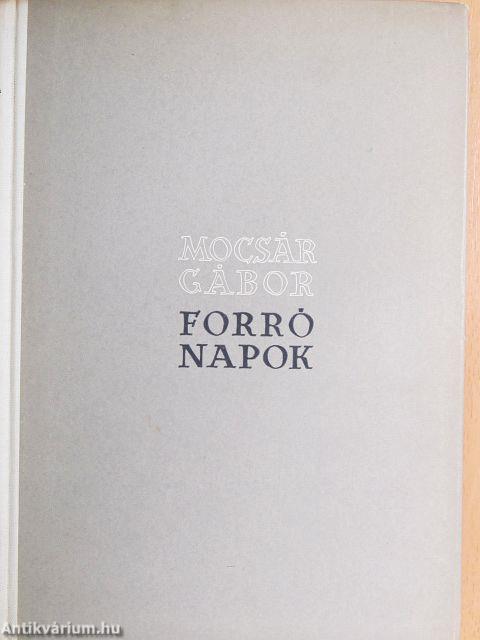 MOCSÁR
GÁBOR
FORRÓ
NAPOK
Antikvárium.hu